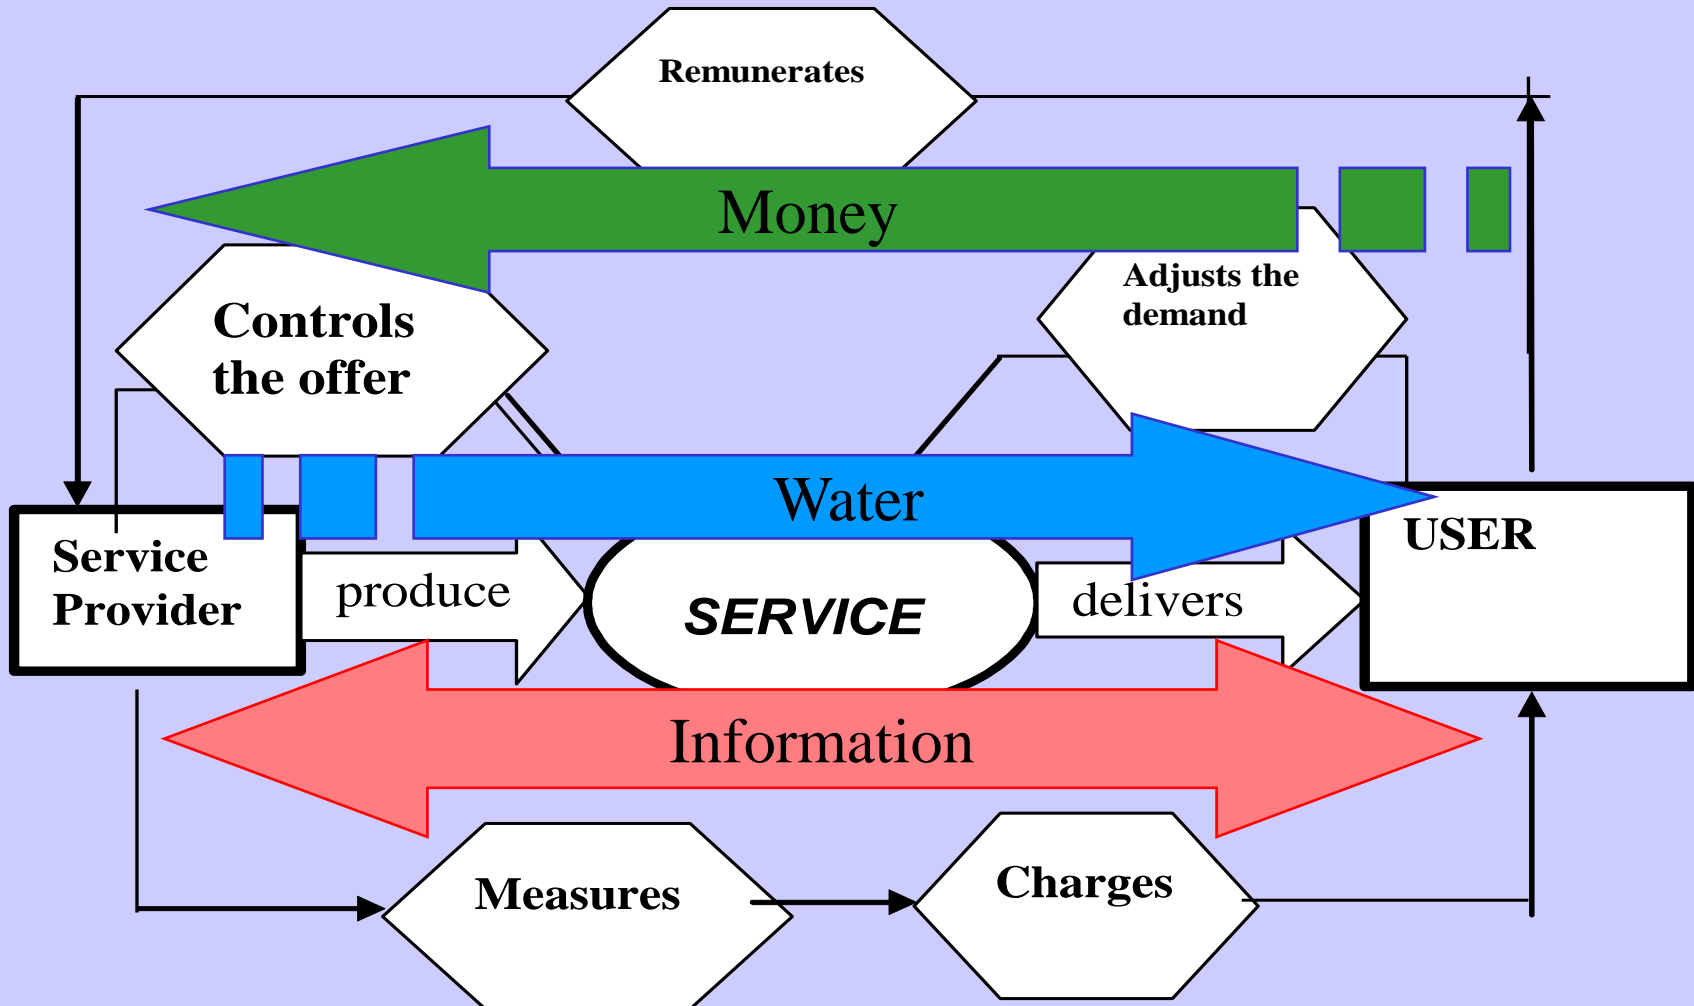 Remunerates
Money
Adjusts the
demand
Controls
the offer
Water
USER
Service
Provider
produce
SERVICE
delivers
Information
Measures
Charges